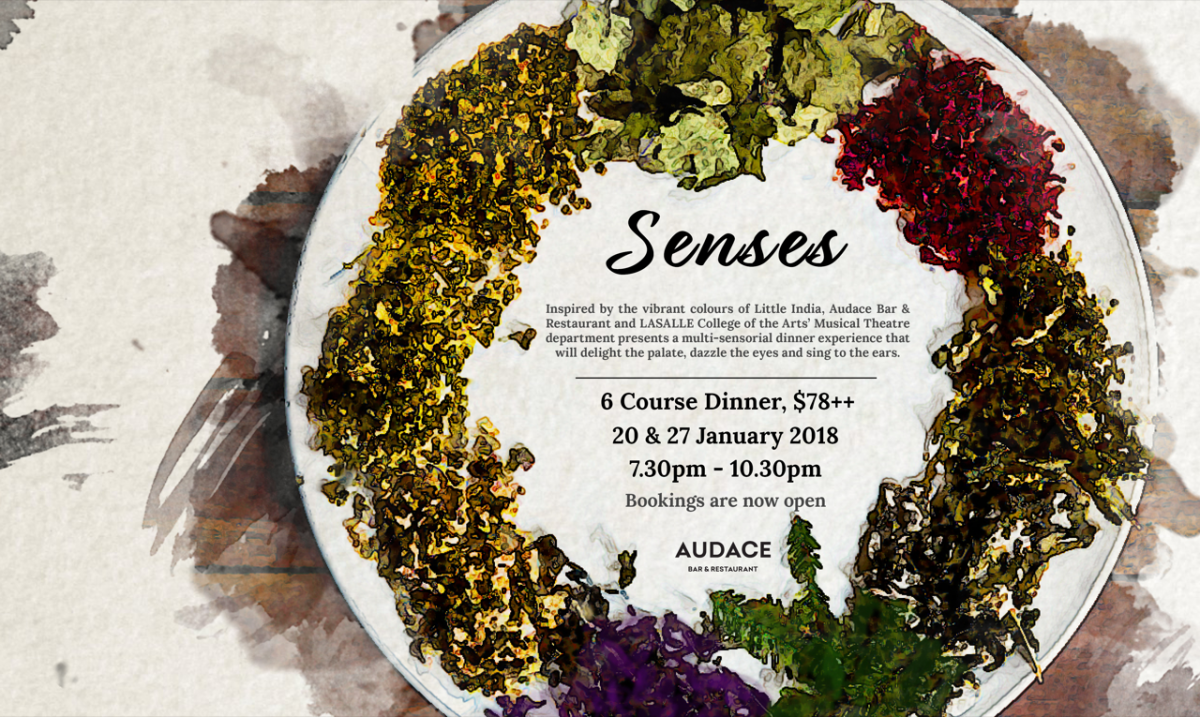 Senses
Inspired by the vibrant colours of Little India, Audace Bar &
Restaurant and LASALLE College of the Arts' Musical Theatre
department presents a multi-sensorial dinner experience that
will delight the palate, dazzle the eyes and sing to the ears.
6 Course Dinner, $78++
20 & 27 January 2018
7.30pm - 10.30pm
Bookings are now open
AUDACE
BAR & RESTAURANT